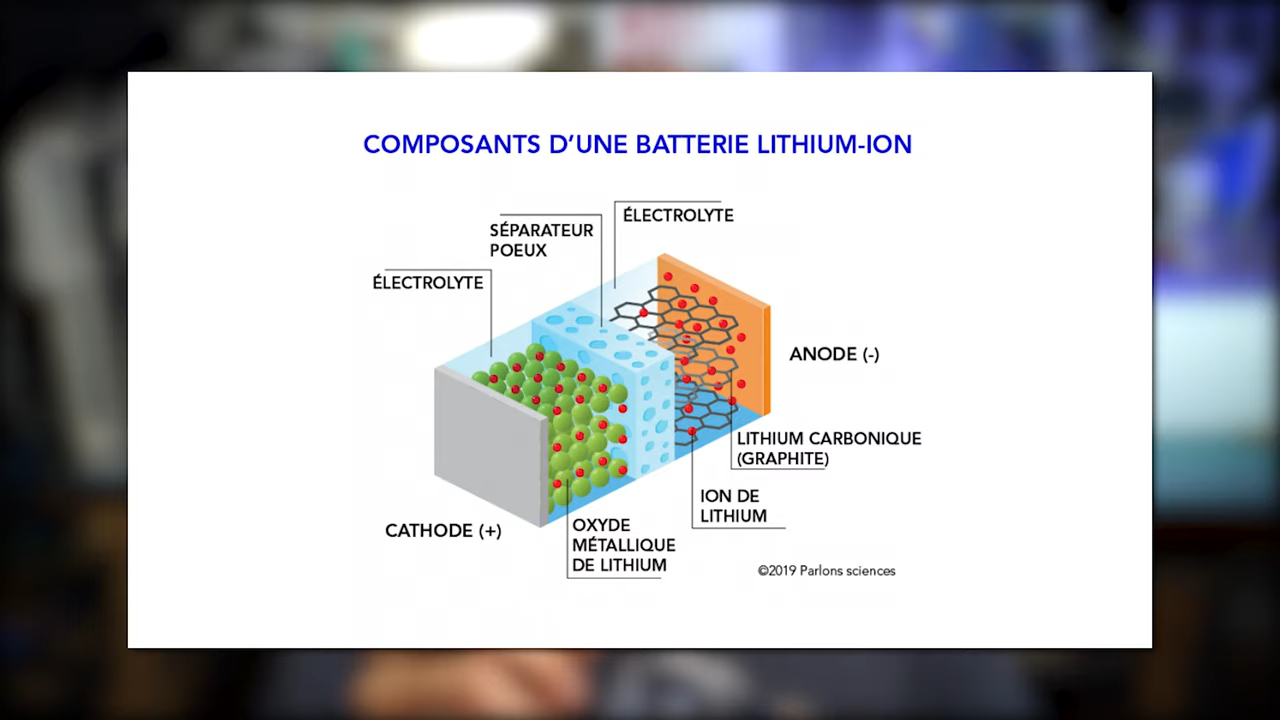 COMPOSANTS D'UNE BATTERIE LITHIUM-ION
ÉLECTROLYTE
SÉPARATEUR
POEUX
ÉLECTROLYTE
ANODE (-)
LITHIUM CARBONIQUE
(GRAPHITE)
ION DE
LITHIUM
CATHODE (+)
OXYDE
MÉTALLIQUE
DE LITHIUM
©2019 Parlons sciences